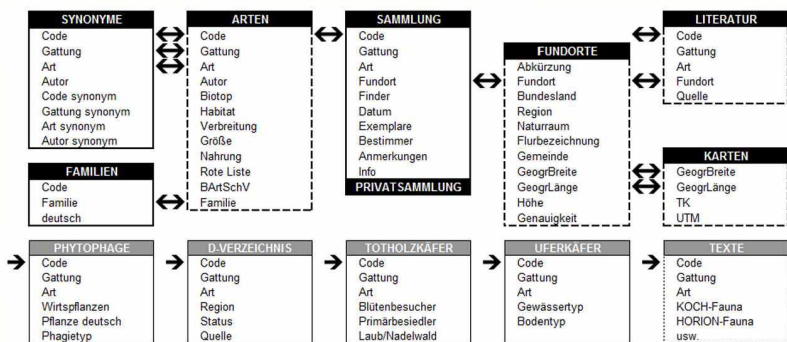 SYNONYME
Code
Gattung
Art
Autor
Code synonym
Gattung synonym
Art synonym
Autor synonym
FAMILIEN
Code
Familie
deutsch
ARTEN
Code
Gattung
Art
Autor
Biotop
Habitat
Verbreitung
Größe
Nahrung
Rote Liste
BArtSchV
Familie
SAMMLUNG
Code
Gattung
Art
Fundort
Finder
Datum
Exemplare
Bestimmer
Anmerkungen
Info
PRIVATSAMMLUNG
FUNDORTE
Abkürzung
Fundort
Bundesland
Region
Naturraum
Flurbezeichnung
Gemeinde
GeogrBreite
GeogrLänge
Höhe
Genauigkeit
LITERATUR
Code
Gattung
Art
Fundort
Quelle
KARTEN
GeogrBreite
GeogrLänge
TK
UTM
PHYTOPHAGE
Code
Gattung
Art
Wirtspflanzen
Pflanze deutsch
Phagietyp
D-VERZEICHNIS
Code
Gattung
Art
Region
Status
Quelle
TOTHOLZKÄFER
Code
Gattung
Art
Blütenbesucher
Primärbesiedler
Laub/Nadelwald
UFERKÄFER
Code
Gattung
Art
Gewässertyp
Bodentyp
TEXTE
Code
Gattung
Art
KOCH-Fauna
HORION-Fauna
usw.